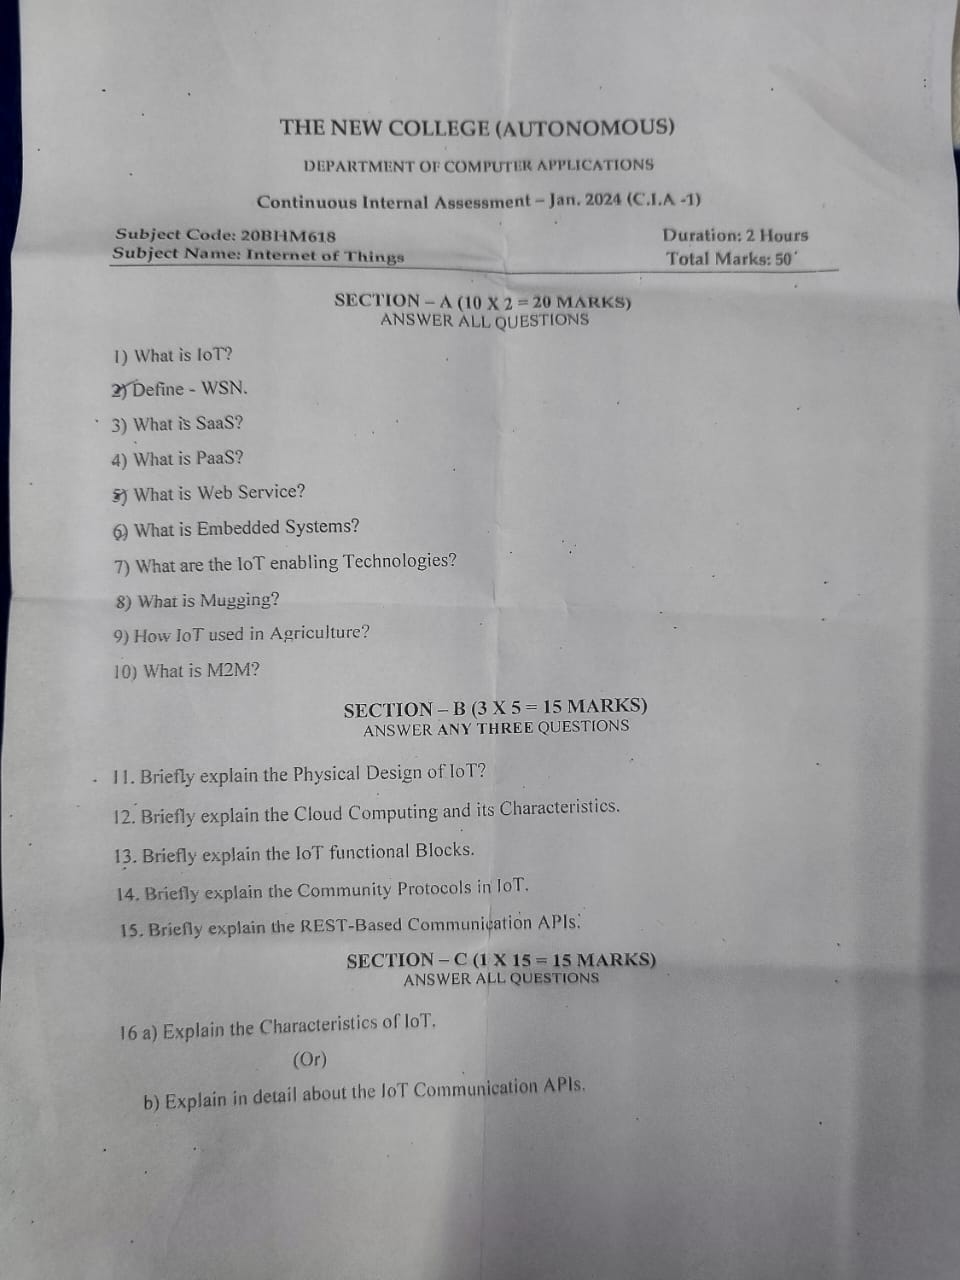 THE NEW COLLEGE (AUTONOMOUS)
DEPARTMENT OF COMPUTER APPLICATIONS
Continuous Internal Assessment – Jan. 2024 (C.I.A -1)
Subject Code: 20BHM618 Duration: 2 Hours
Subject Name: Internet of Things Total Marks: 50
SECTION – A (10 X 2 = 20 MARKS)
ANSWER ALL QUESTIONS
1) What is IoT?
2) Define - WSN.
3) What is SaaS?
4) What is PaaS?
5) What is Web Service?
6) What is Embedded Systems?
7) What are the IoT enabling Technologies?
8) What is Mugging?
9) How IoT used in Agriculture?
10) What is M2M?
SECTION – B (3 X 5 = 15 MARKS)
ANSWER ANY THREE QUESTIONS
11. Briefly explain the Physical Design of IoT?
12. Briefly explain the Cloud Computing and its Characteristics.
13. Briefly explain the IoT functional Blocks.
14. Briefly explain the Community Protocols in IoT.
15. Briefly explain the REST-Based Communication APIs.
SECTION – C (1 X 15 = 15 MARKS)
ANSWER ALL QUESTIONS
16 a) Explain the Characteristics of IoT.
(Or)
b) Explain in detail about the IoT Communication APIs.